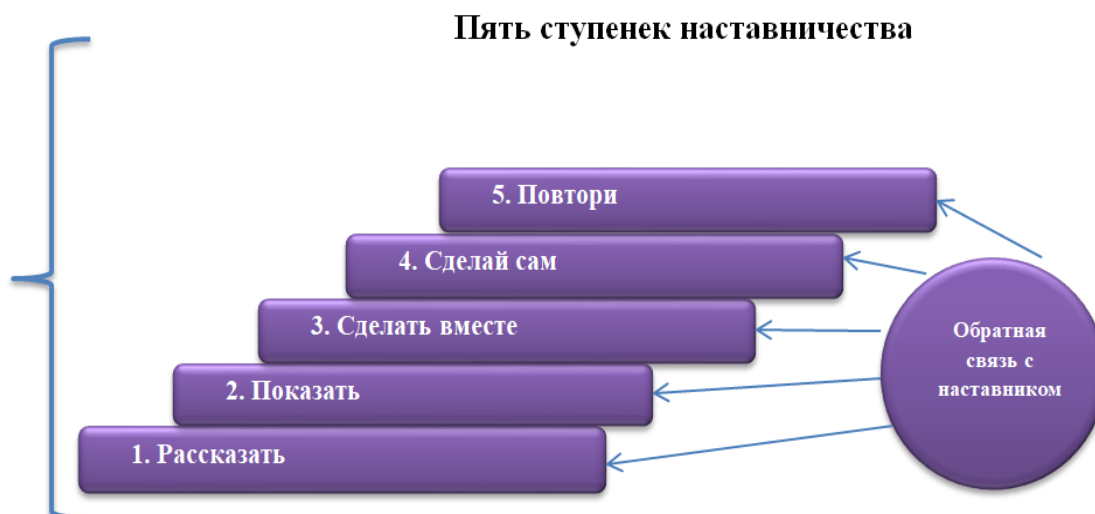 Пять ступенек наставничества
5. Повтори
4. Сделай сам
3. Сделать вместе
2. Показать
1. Рассказать
Обратная
связь с
наставником